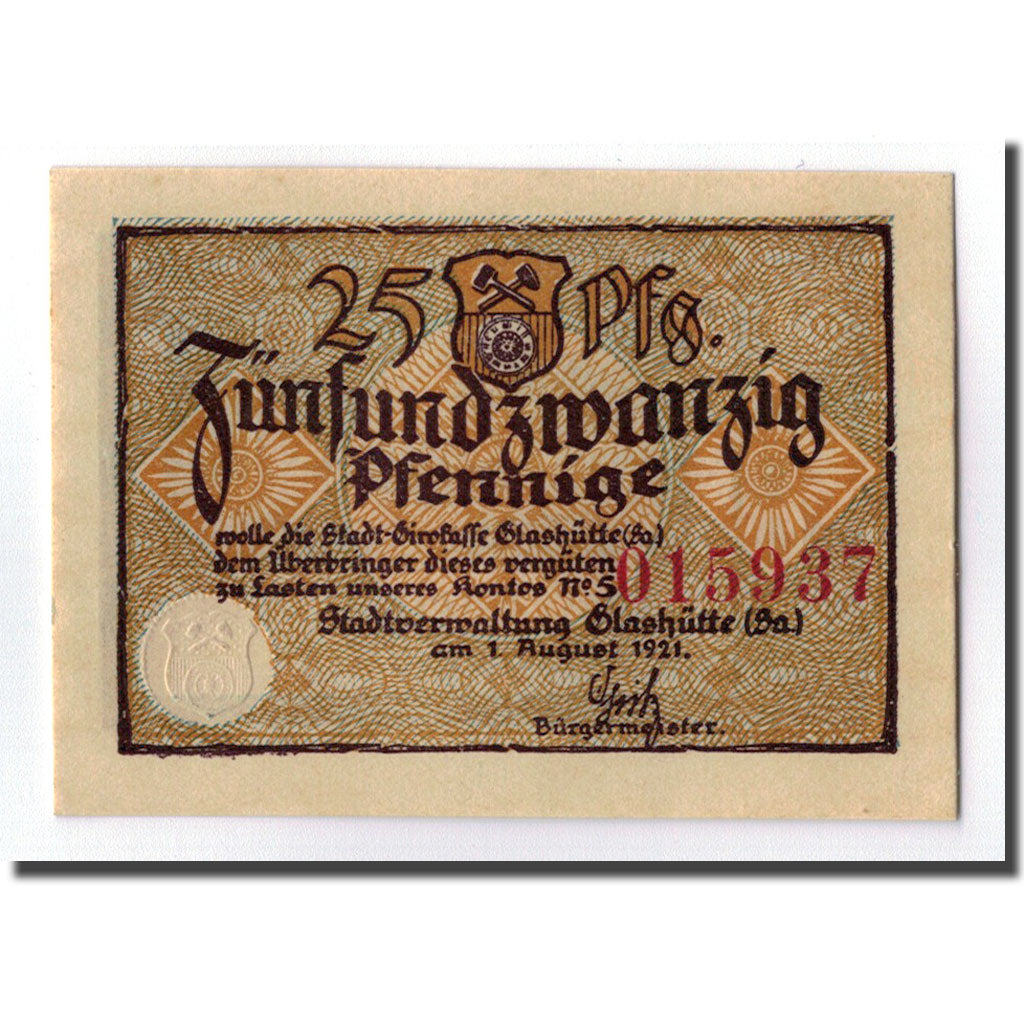 25 Pfg.
Fünfundzwanzig
Pfennige
wolle die Stadt-Girokasse Glashütte (Sa.)
dem Überbringer dieses vergüten
zu Lasten unseres Kontos No. 5
015937
Stadtverwaltung Glashütte (Sa.)
am 1 August 1921.
Bürgermeister.